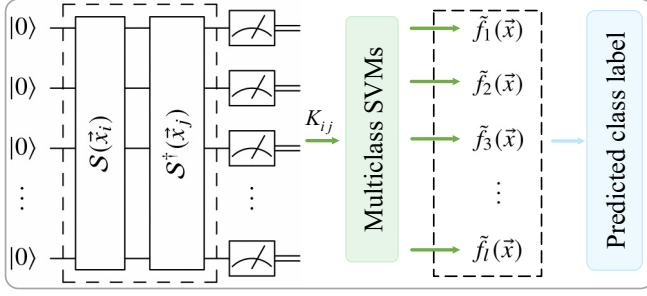 |0⟩
|0⟩
|0⟩
⋮
|0⟩
𝒮(x⃗ᵢ)
𝒮†(x⃗ⱼ)
⋮
Kᵢⱼ
Multiclass SVMs
f̃₁(x⃗)
f̃₂(x⃗)
f̃₃(x⃗)
⋮
f̃ₗ(x⃗)
Predicted class label